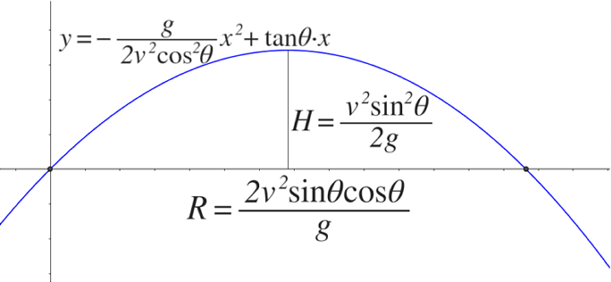 y = − g/(2v²cos²θ) x² + tanθ·x
H = v²sin²θ/2g
R = 2v²sinθcosθ/g